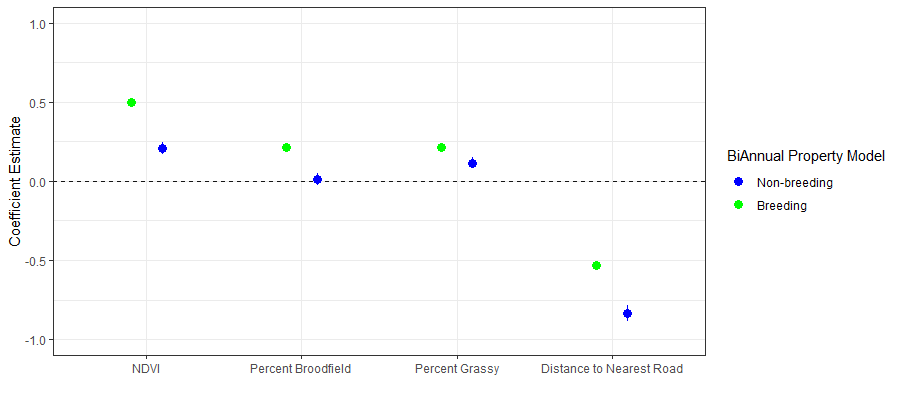 Coefficient Estimate
1.0
0.5
0.0
-0.5
-1.0
NDVI
Percent Broodfield
Percent Grassy
Distance to Nearest Road
BiAnnual Property Model
Non-breeding
Breeding